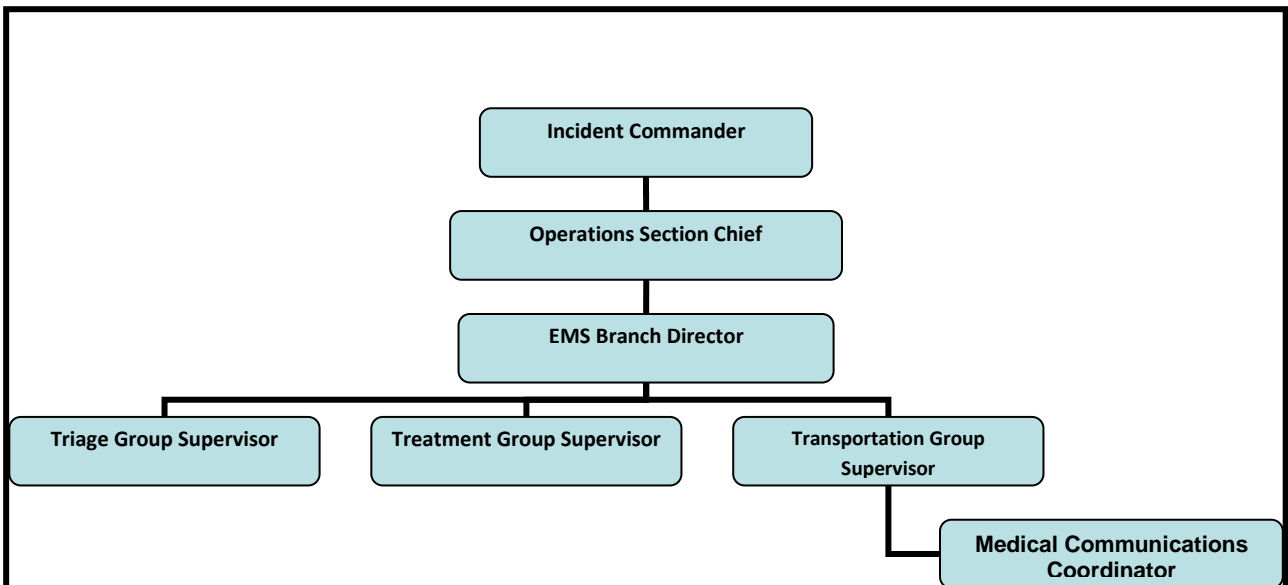 Incident Commander
Operations Section Chief
EMS Branch Director
Triage Group Supervisor
Treatment Group Supervisor
Transportation Group
Supervisor
Medical Communications
Coordinator